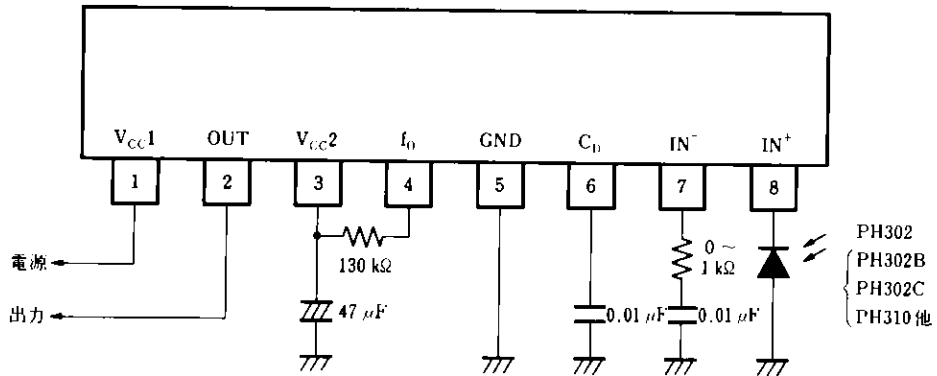 V_CC1 OUT V_CC2 f_O GND C_D IN⁻ IN⁺
1 2 3 4 5 6 7 8
130 kΩ
0 ~
1 kΩ
電源
出力
47 μF
0.01 μF
0.01 μF
PH302
PH302B
PH302C
PH310他